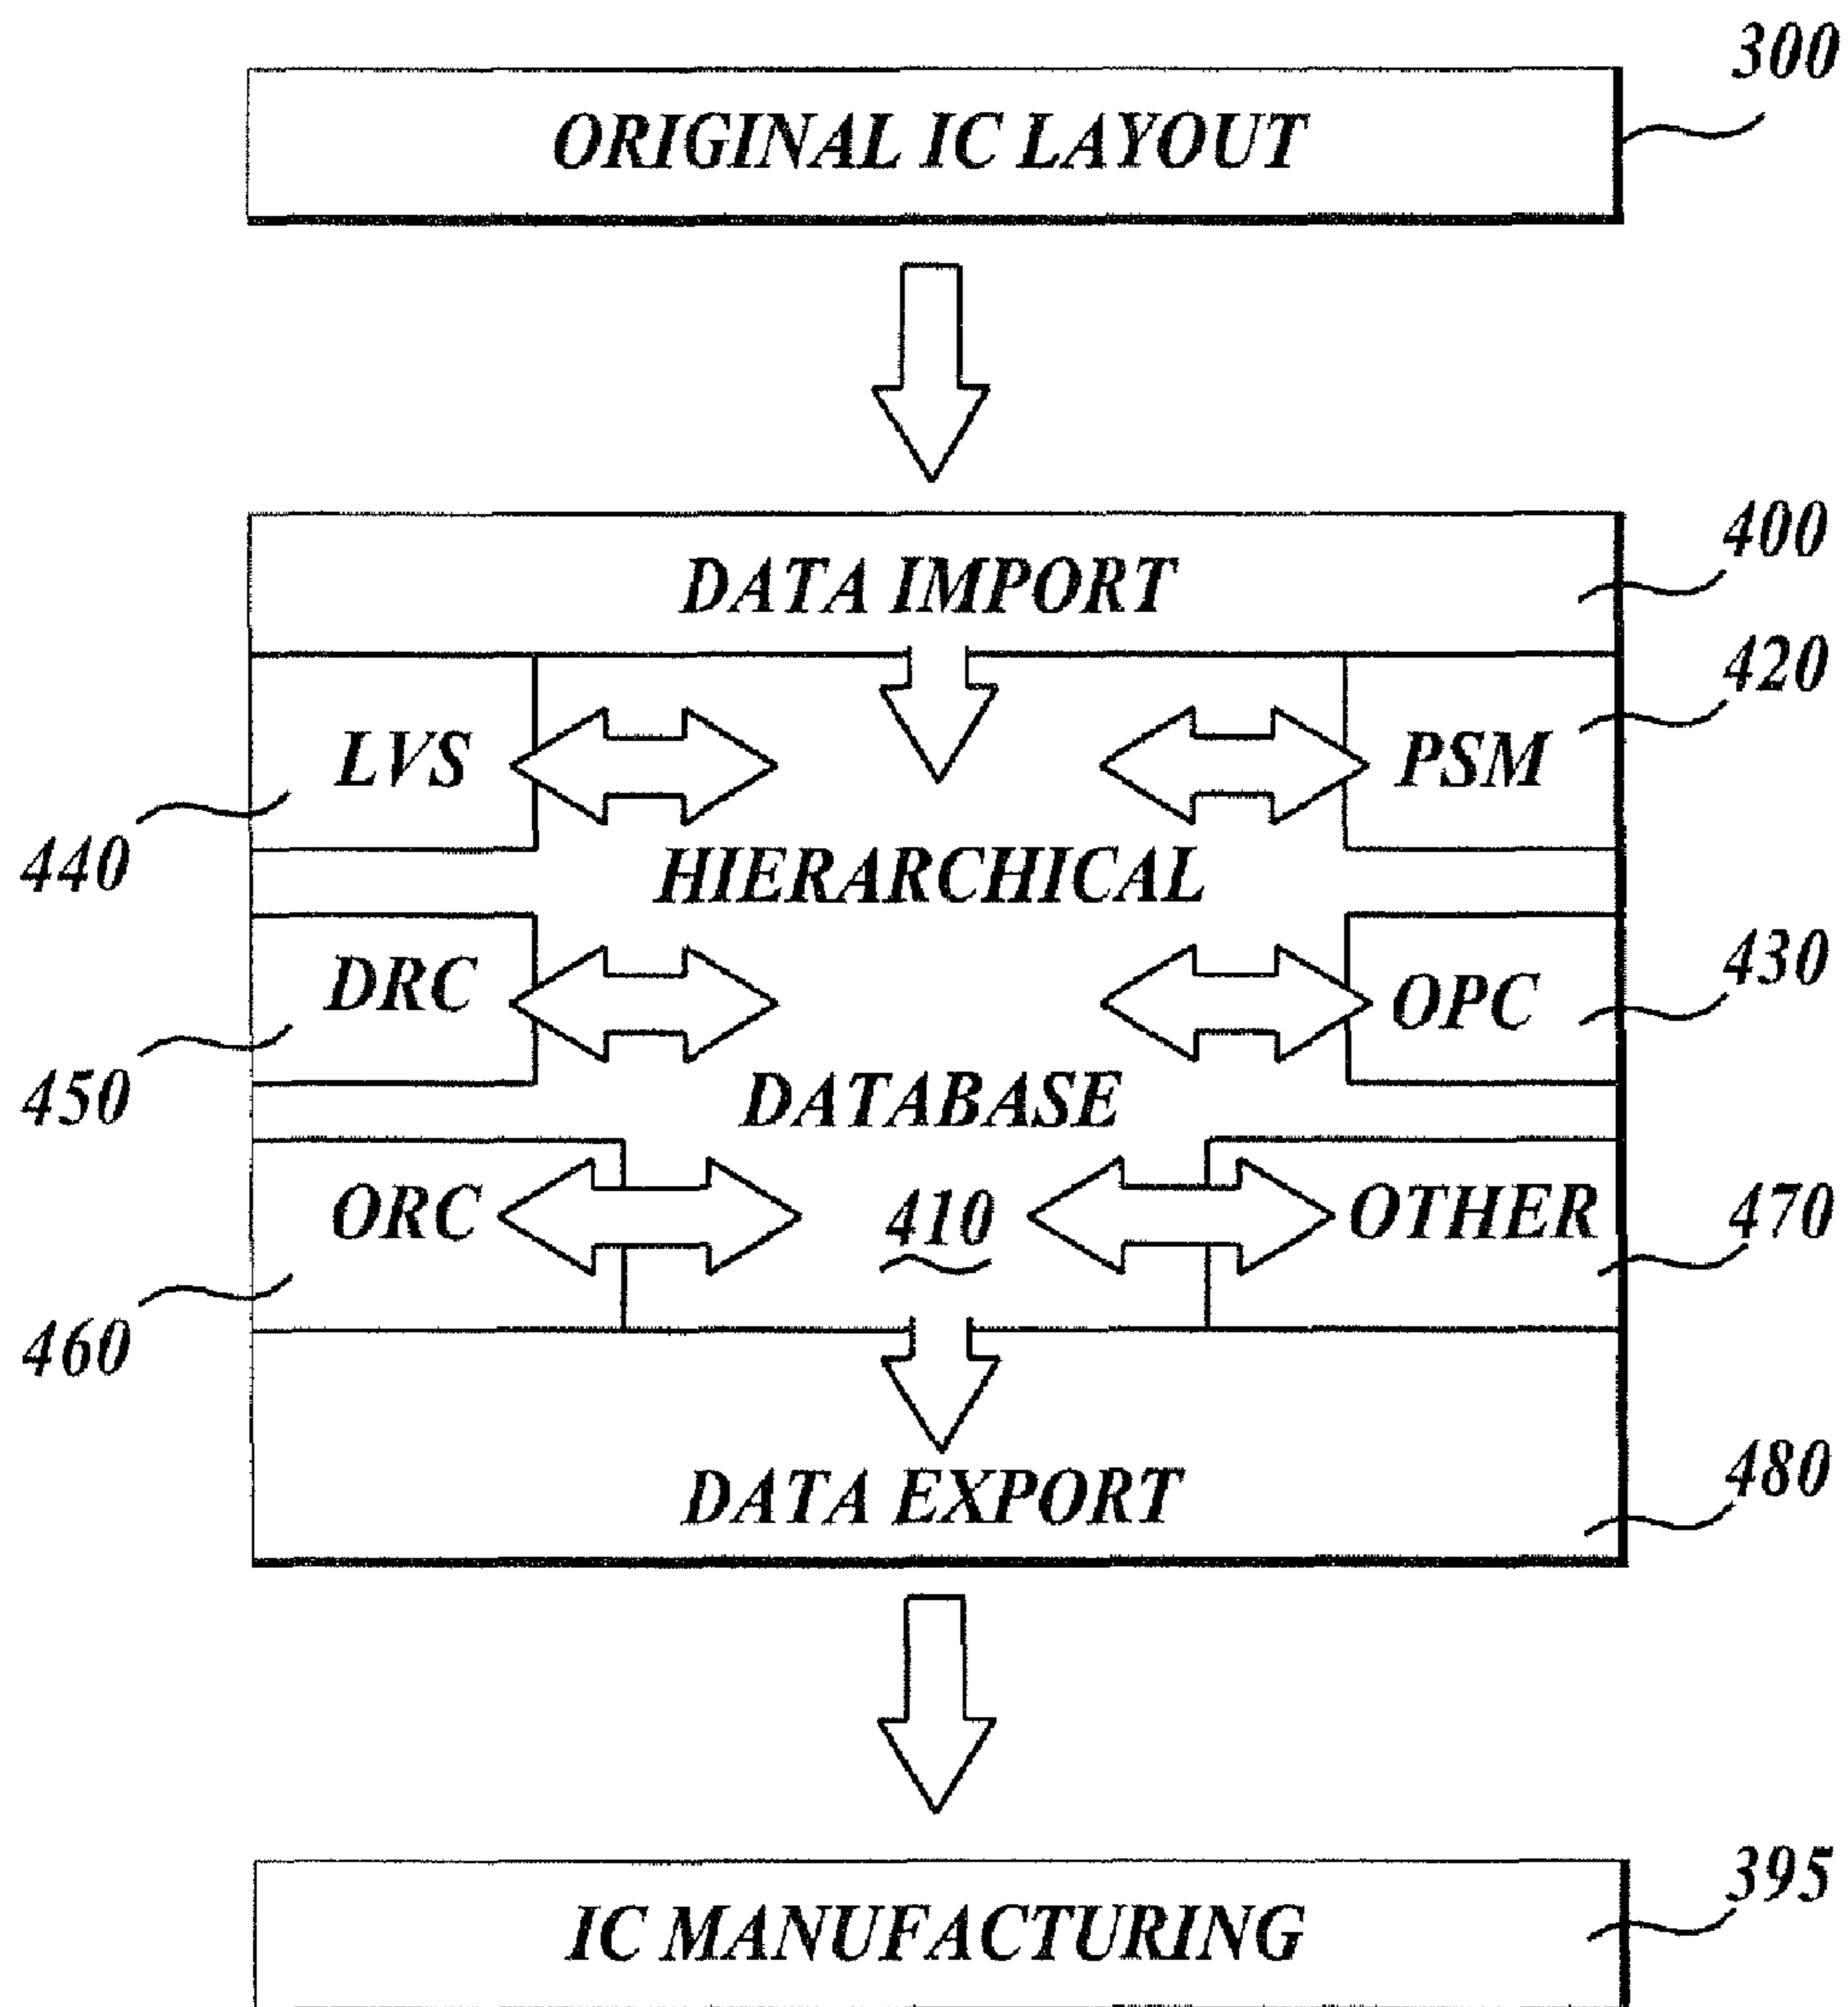 300
ORIGINAL IC LAYOUT
400
DATA IMPORT
420
LVS
PSM
440
HIERARCHICAL
430
DRC
OPC
450
DATABASE
ORC
410
OTHER
470
460
480
DATA EXPORT
395
IC MANUFACTURING